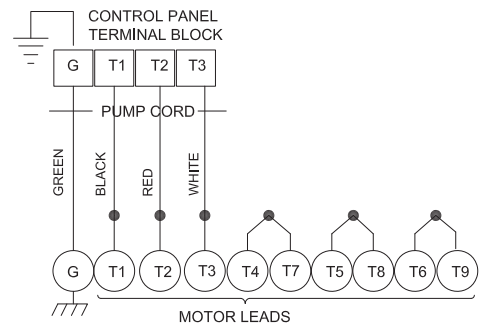 CONTROL PANEL
TERMINAL BLOCK
G T1 T2 T3
PUMP CORD
GREEN
BLACK
RED
WHITE
G T1 T2 T3 T4 T7 T5 T8 T6 T9
MOTOR LEADS